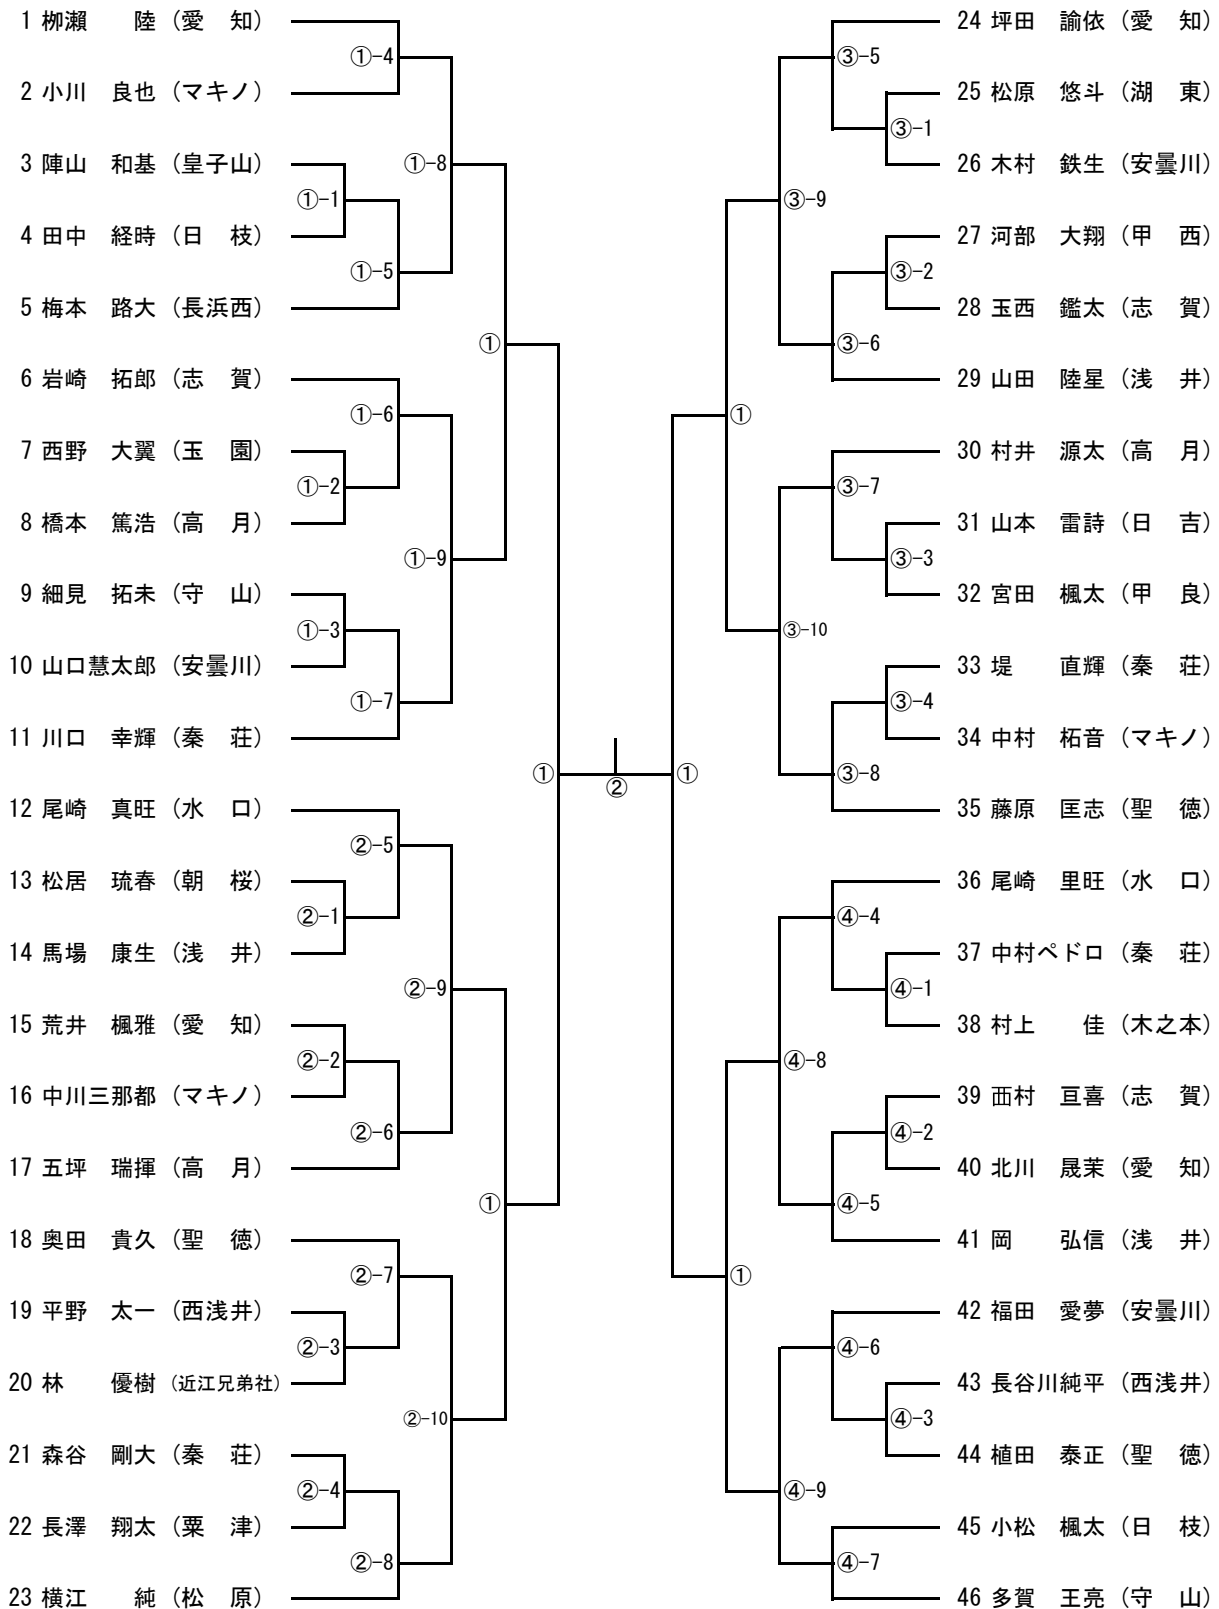 1 栁瀨　陸（愛　知）
①-4
2 小川　良也（マキノ）
3 陣山　和基（皇子山）
①-8
①-1
4 田中　経時（日　枝）
①-5
5 梅本　路大（長浜西）
①
6 岩崎　拓郎（志　賀）
①-6
7 西野　大翼（玉　園）
①-2
8 橋本　篤浩（高　月）
①-9
9 細見　拓未（守　山）
①-3
10 山口慧太郎（安曇川）
①-7
11 川口　幸輝（秦　荘）
①
12 尾崎　真旺（水　口）
②-5
13 松居　琉春（朝　桜）
②-1
14 馬場　康生（浅　井）
②-9
15 荒井　楓雅（愛　知）
②-2
16 中川三那都（マキノ）
②-6
17 五坪　瑞揮（高　月）
①
18 奥田　貴久（聖　徳）
②-7
19 平野　太一（西浅井）
②-3
20 林　優樹（近江兄弟社）
②-10
21 森谷　剛大（秦　荘）
②-4
22 長澤　翔太（粟　津）
②-8
23 横江　純（松　原）
②
24 坪田　諭依（愛　知）
③-5
25 松原　悠斗（湖　東）
③-1
26 木村　鉄生（安曇川）
③-9
27 河部　大翔（甲　西）
③-2
28 玉西　鑑太（志　賀）
③-6
29 山田　陸星（浅　井）
①
30 村井　源太（高　月）
③-7
31 山本　雷詩（日　吉）
③-3
32 宮田　楓太（甲　良）
③-10
33 堤　直輝（秦　荘）
③-4
34 中村　柘音（マキノ）
③-8
①
35 藤原　匡志（聖　徳）
36 尾崎　里旺（水　口）
④-4
37 中村ペドロ（秦　荘）
④-1
38 村上　佳（木之本）
④-8
39 西村　亘喜（志　賀）
④-2
40 北川　晟茉（愛　知）
④-5
41 岡　弘信（浅　井）
①
42 福田　愛夢（安曇川）
④-6
43 長谷川純平（西浅井）
④-3
44 植田　泰正（聖　徳）
④-9
45 小松　楓太（日　枝）
④-7
46 多賀　王亮（守　山）